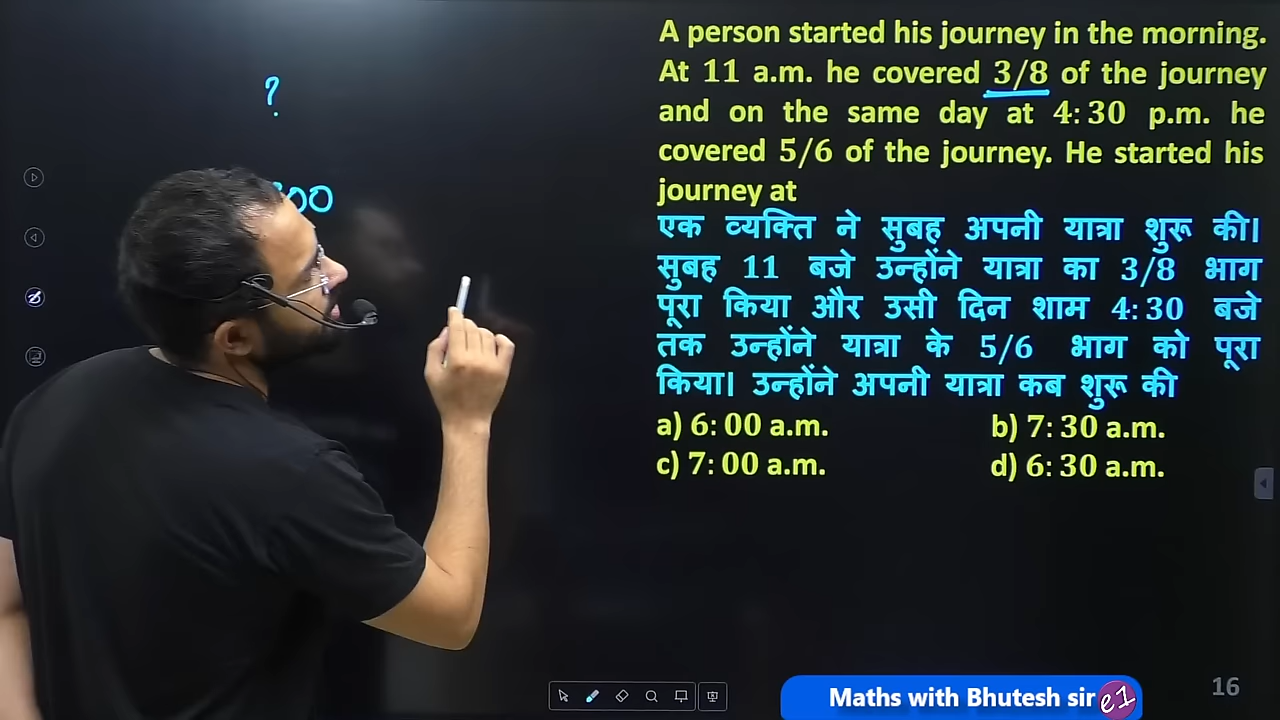 ?
00
A person started his journey in the morning.
At 11 a.m. he covered 3/8 of the journey
and on the same day at 4:30 p.m. he
covered 5/6 of the journey. He started his
journey at
एक व्यक्ति ने सुबह अपनी यात्रा शुरू की।
सुबह 11 बजे उन्होंने यात्रा का 3/8 भाग
पूरा किया और उसी दिन शाम 4:30 बजे
तक उन्होंने यात्रा के 5/6 भाग को पूरा
किया। उन्होंने अपनी यात्रा कब शुरू की
a) 6:00 a.m. b) 7:30 a.m.
c) 7:00 a.m. d) 6:30 a.m.
Maths with Bhutesh sir e1
16